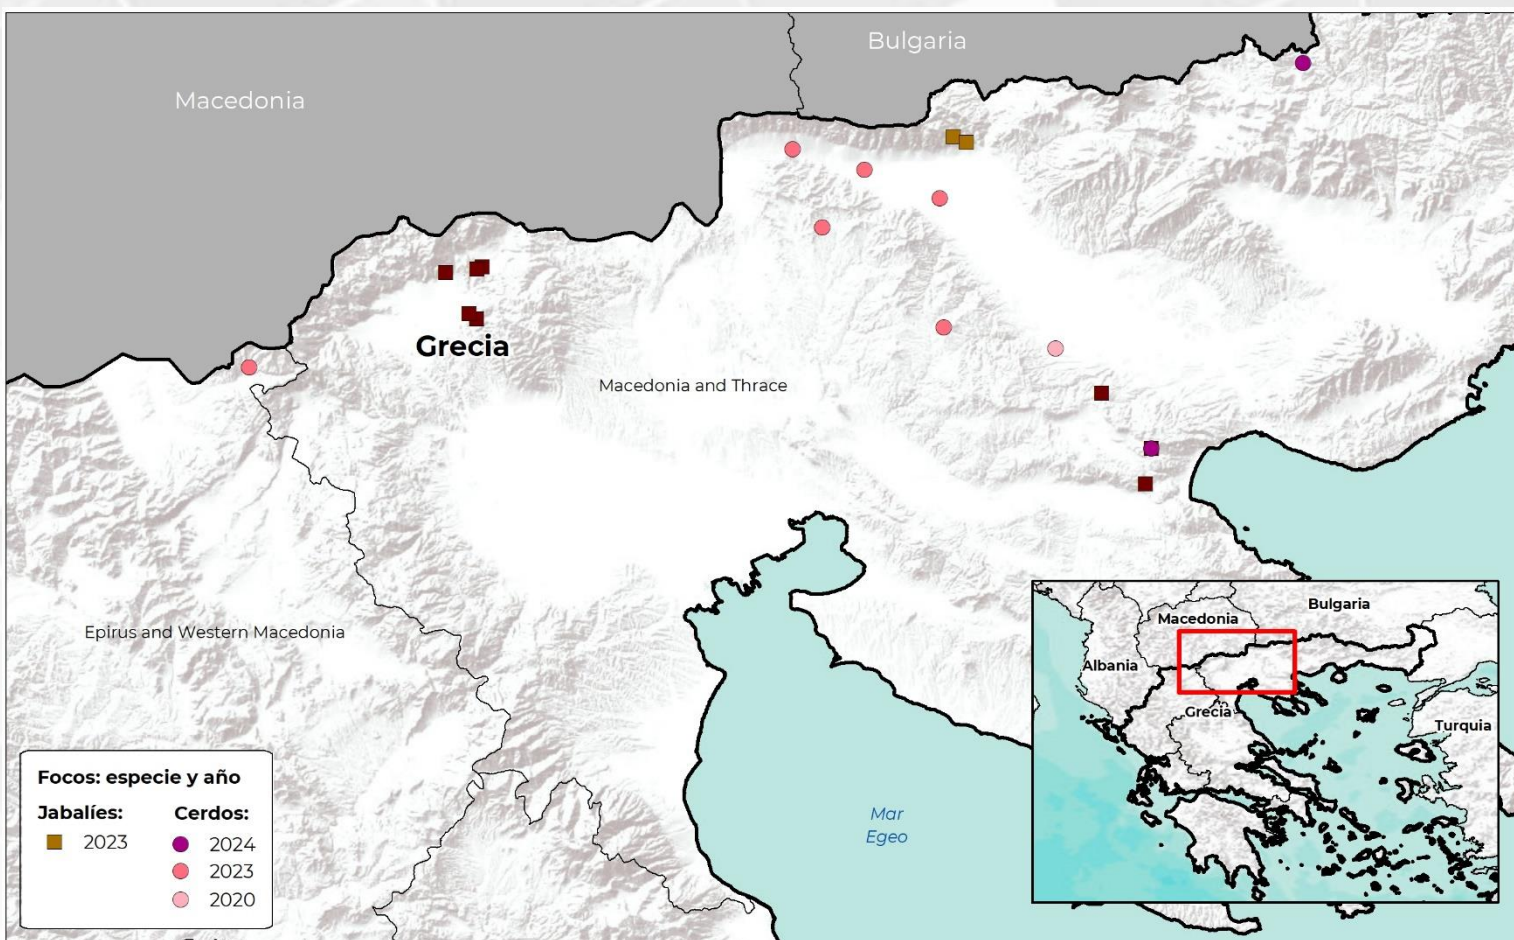 Bulgaria
Macedonia
Grecia
Macedonia and Thrace
Epirus and Western Macedonia
Mar
Egeo
Focos: especie y año
Jabalíes:
Cerdos:
2023
2024
2023
2020
Bulgaria
Macedonia
Albania
Grecia
Turquia